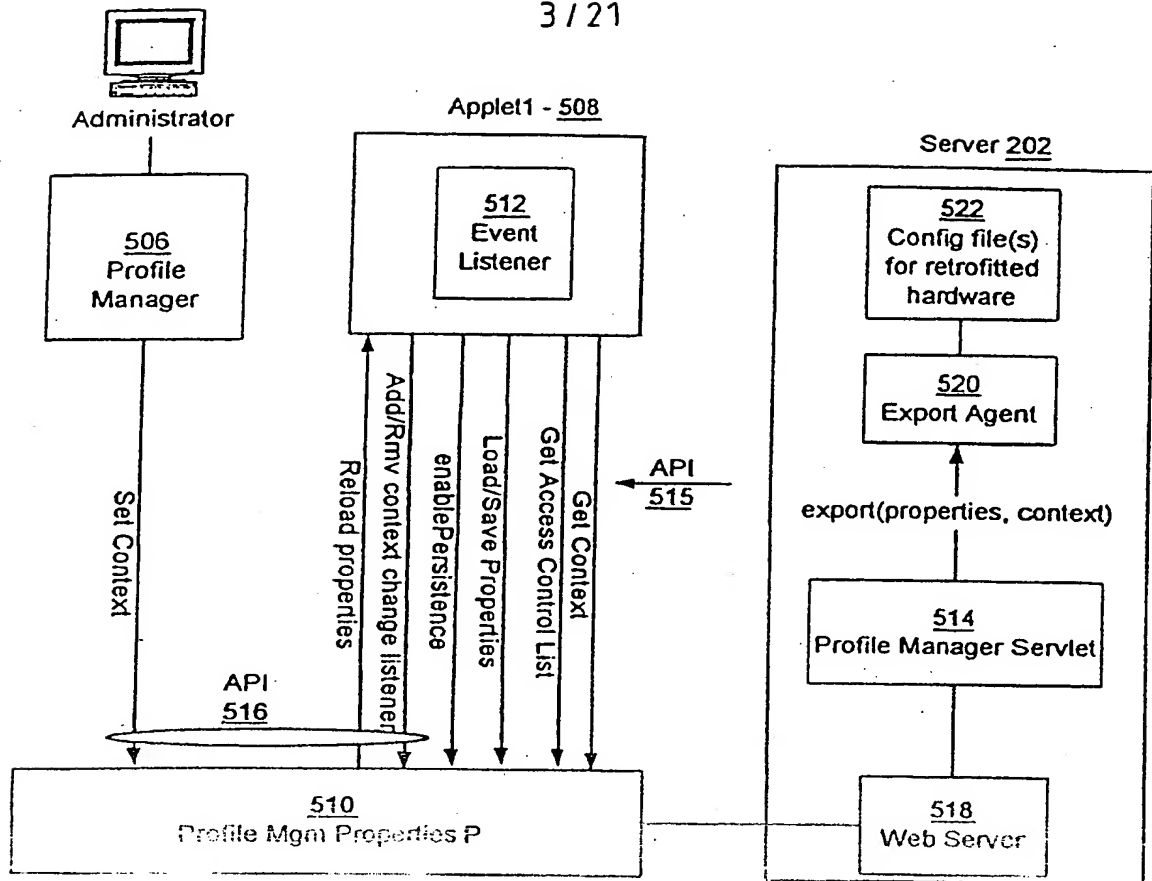 3/21
Administrator
506
Profile
Manager
Applet1 - 508
512
Event
Listener
Server 202
522
Config file(s)
for retrofitted
hardware
520
Export Agent
export(properties, context)
514
Profile Manager Servlet
518
Web Server
Set Context
Reload properties
Add/Rmv context change listener
enablePersistence
Load/Save Properties
Get Access Control List
Get Context
API
515
API
516
510
Profile Mgm Properties P